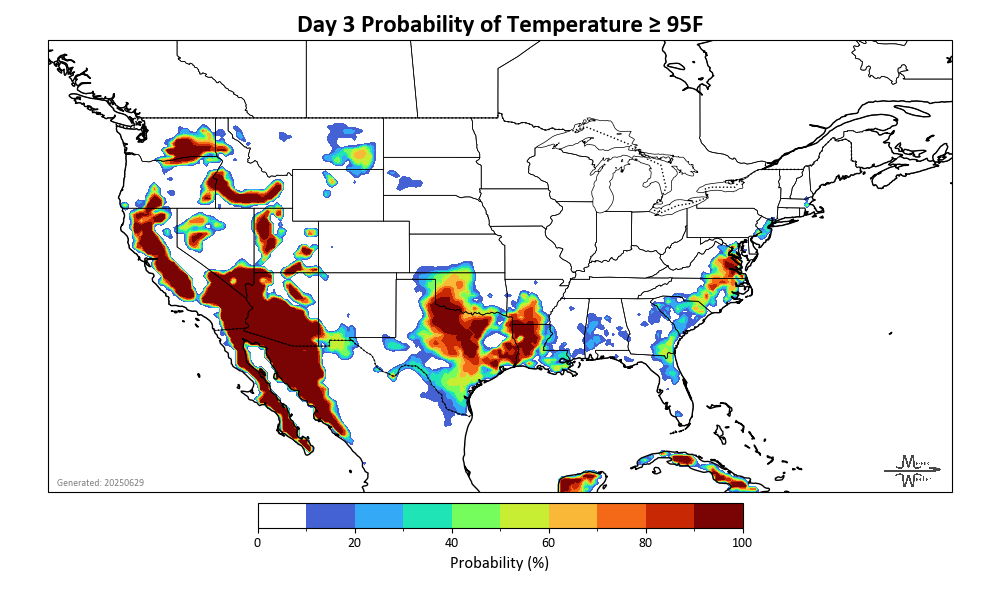 Day 3 Probability of Temperature ≥ 95F
Generated: 20250629
0 20 40 60 80 100
Probability (%)